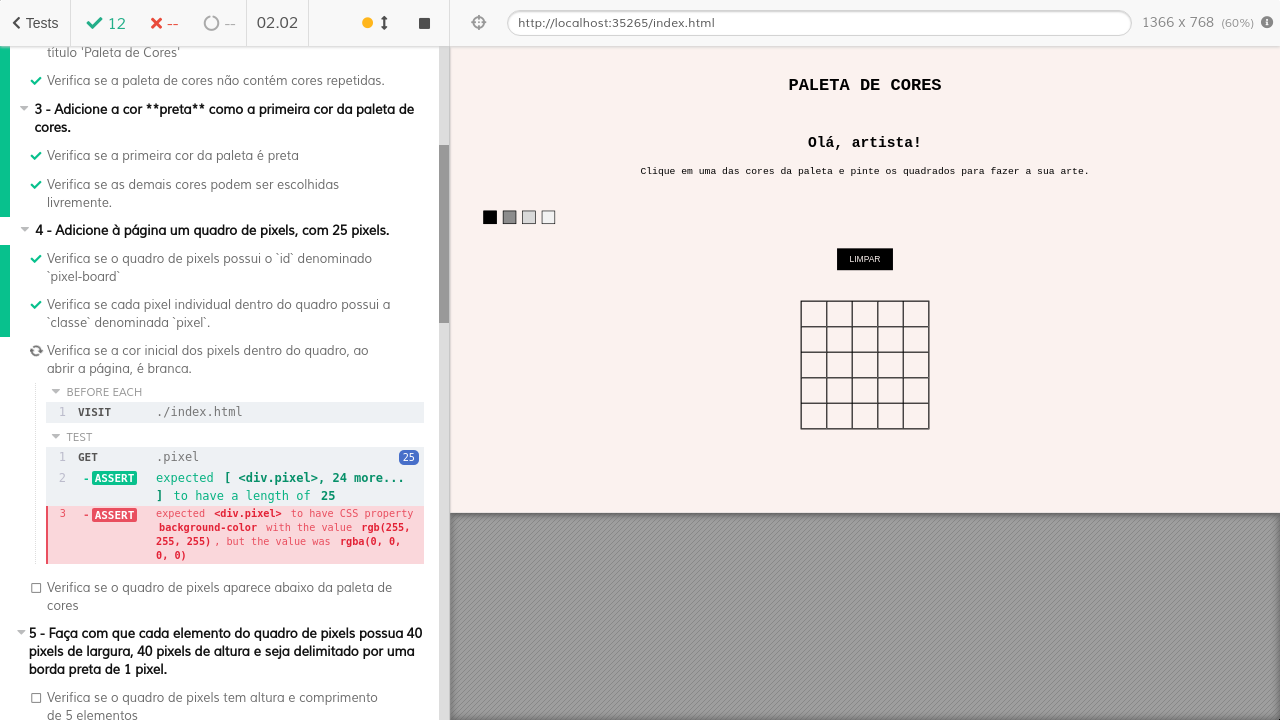 Tests
12
--
--
02.02
título 'Paleta de Cores'
Verifica se a paleta de cores não contém cores repetidas.
3 - Adicione a cor **preta** como a primeira cor da paleta de
cores.
Verifica se a primeira cor da paleta é preta
Verifica se as demais cores podem ser escolhidas
livremente.
4 - Adicione à página um quadro de pixels, com 25 pixels.
Verifica se o quadro de pixels possui o `id` denominado
`pixel-board`
Verifica se cada pixel individual dentro do quadro possui a
`classe` denominada `pixel`.
Verifica se a cor inicial dos pixels dentro do quadro, ao
abrir a página, é branca.
BEFORE EACH
1 VISIT ./index.html
TEST
1 GET .pixel 25
2 -ASSERT expected [ <div.pixel>, 24 more...
] to have a length of 25
3 -ASSERT expected <div.pixel> to have CSS property
background-color with the value rgb(255,
255, 255), but the value was rgba(0, 0,
0, 0)
Verifica se o quadro de pixels aparece abaixo da paleta de
cores
5 - Faça com que cada elemento do quadro de pixels possua 40
pixels de largura, 40 pixels de altura e seja delimitado por uma
borda preta de 1 pixel.
Verifica se o quadro de pixels tem altura e comprimento
de 5 elementos
http://localhost:35265/index.html
1366 x 768 (60%)
PALETA DE CORES
Olá, artista!
Clique em uma das cores da paleta e pinte os quadrados para fazer a sua arte.
LIMPAR